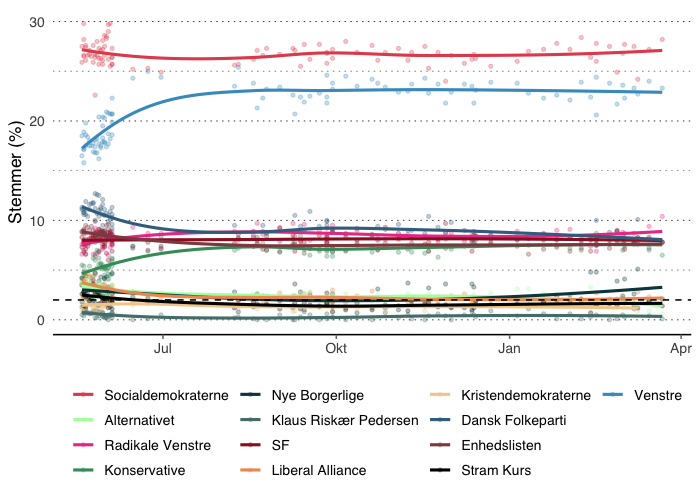 30
20
10
0
Stemmer (%)
Jul Okt Jan Apr
Socialdemokraterne Nye Borgerlige Kristendemokraterne Venstre
Alternativet Klaus Riskær Pedersen Dansk Folkeparti
Radikale Venstre SF Enhedslisten
Konservative Liberal Alliance Stram Kurs